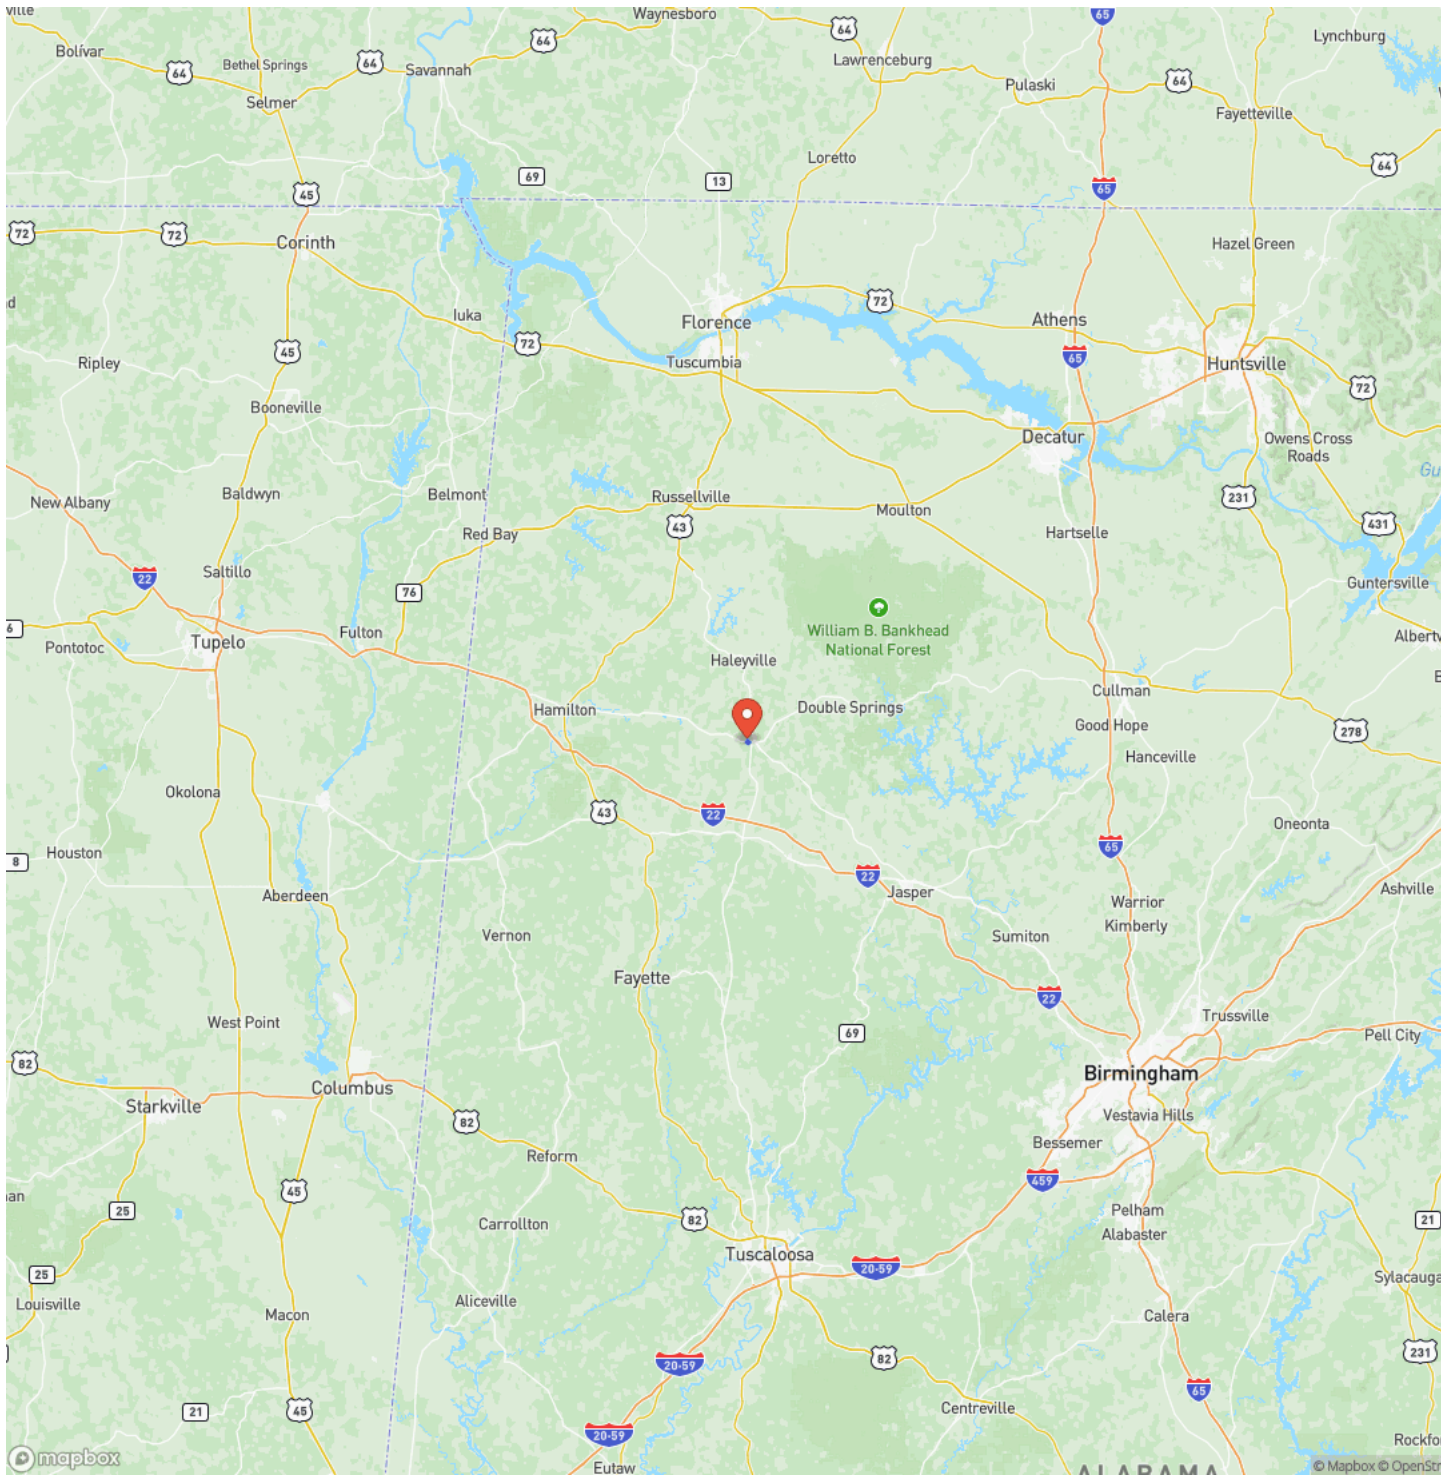 ville
Waynesboro
65
Bolívar
64
64
64
64
Lynchburg
Bethel Springs
Savannah
Lawrenceburg
Pulaski
64
Selmer
Fayetteville
Loretto
64
69
13
65
45
72
72
Corinth
Hazel Green
Iuka
72
Florence
Athens
72
45
Tuscumbia
65
Huntsville
Ripley
72
Booneville
Decatur
Owens Cross
Roads
New Albany
Baldwyn
Belmont
Russellville
Moulton
231
431
Red Bay
43
Hartselle
22
Saltillo
76
Guntersville
William B. Bankhead
National Forest
Tupelo
Fulton
6
Pontotoc
Haleyville
Cullman
Hamilton
Double Springs
Good Hope
278
Hanceville
Okolona
43
22
Oneonta
Houston
8
65
22
Jasper
Ashville
Aberdeen
Warrior
Kimberly
Vernon
Sumiton
Fayette
22
West Point
69
Trussville
Pell City
82
Birmingham
Columbus
Starkville
82
Vestavia Hills
Bessemer
Reform
459
45
25
82
Carrollton
Pelham
Alabaster
21
Tuscaloosa
20-59
25
Sylacauga
Louisville
Aliceville
Macon
Calera
20-59
82
231
65
21
45
Centreville
20-59
Eutaw
mapbox
ALABAMA
© Mapbox © OpenStr